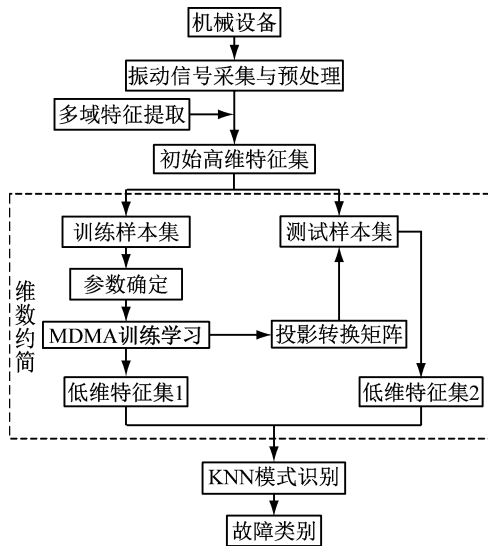 机械设备
振动信号采集与预处理
多域特征提取
初始高维特征集
训练样本集
测试样本集
参数确定
维数约简
MDMA训练学习
投影转换矩阵
低维特征集1
低维特征集2
KNN模式识别
故障类别